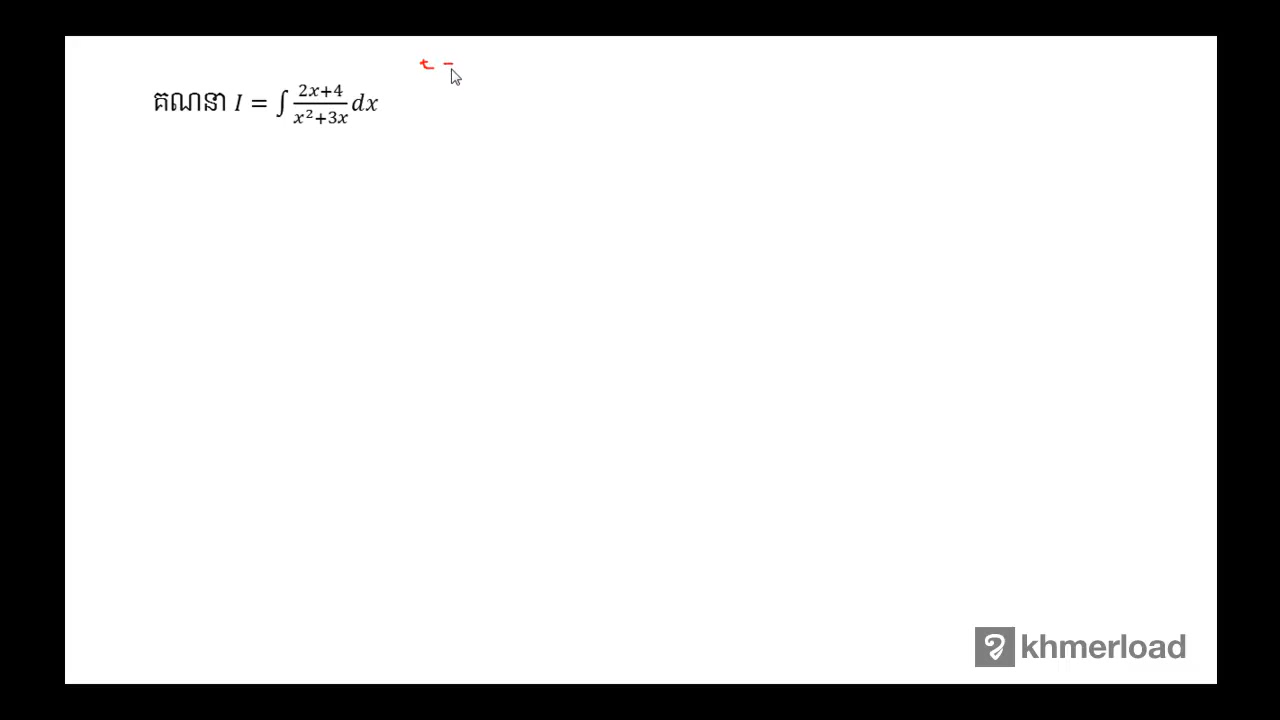 t =
គណនា I = ∫ (2x+4)/(x²+3x) dx
khmerload